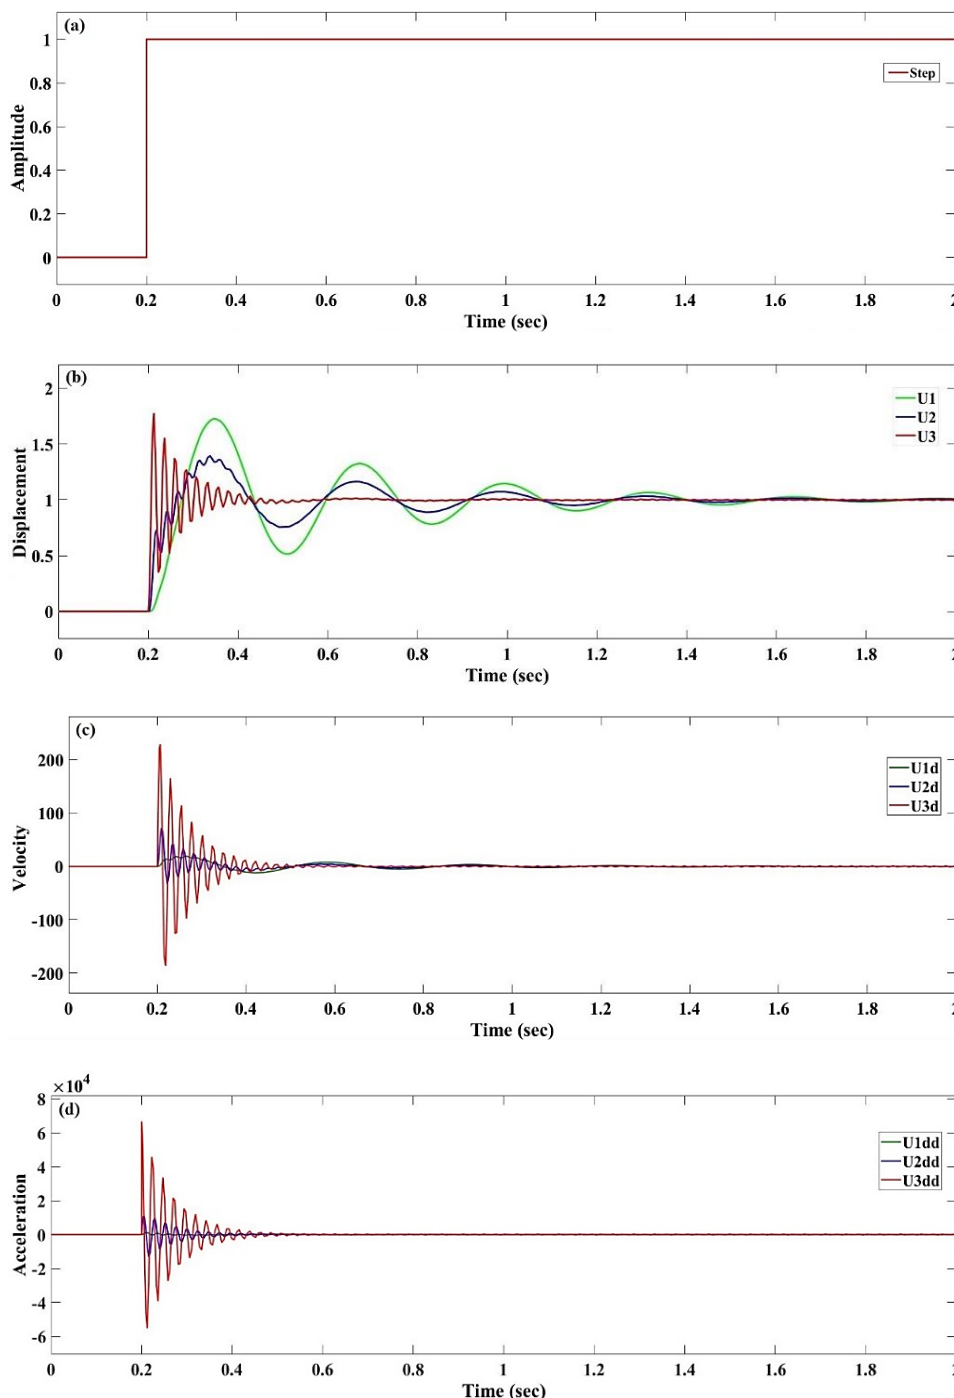 (a)
1
0.8
0.6
0.4
0.2
0
Amplitude
Step
0 0.2 0.4 0.6 0.8 1 1.2 1.4 1.6 1.8 2
Time (sec)
(b)
2
1.5
1
0.5
0
Displacement
U1
U2
U3
0 0.2 0.4 0.6 0.8 1 1.2 1.4 1.6 1.8 2
Time (sec)
(c)
200
100
0
-100
-200
Velocity
U1d
U2d
U3d
0 0.2 0.4 0.6 0.8 1 1.2 1.4 1.6 1.8 2
Time (sec)
×10⁴
(d)
8
6
4
2
0
-2
-4
-6
Acceleration
U1dd
U2dd
U3dd
0 0.2 0.4 0.6 0.8 1 1.2 1.4 1.6 1.8 2
Time (sec)